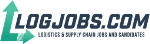 LOGJOBS.COM
LOGISTICS & SUPPLY CHAIN JOBS AND CANDIDATES